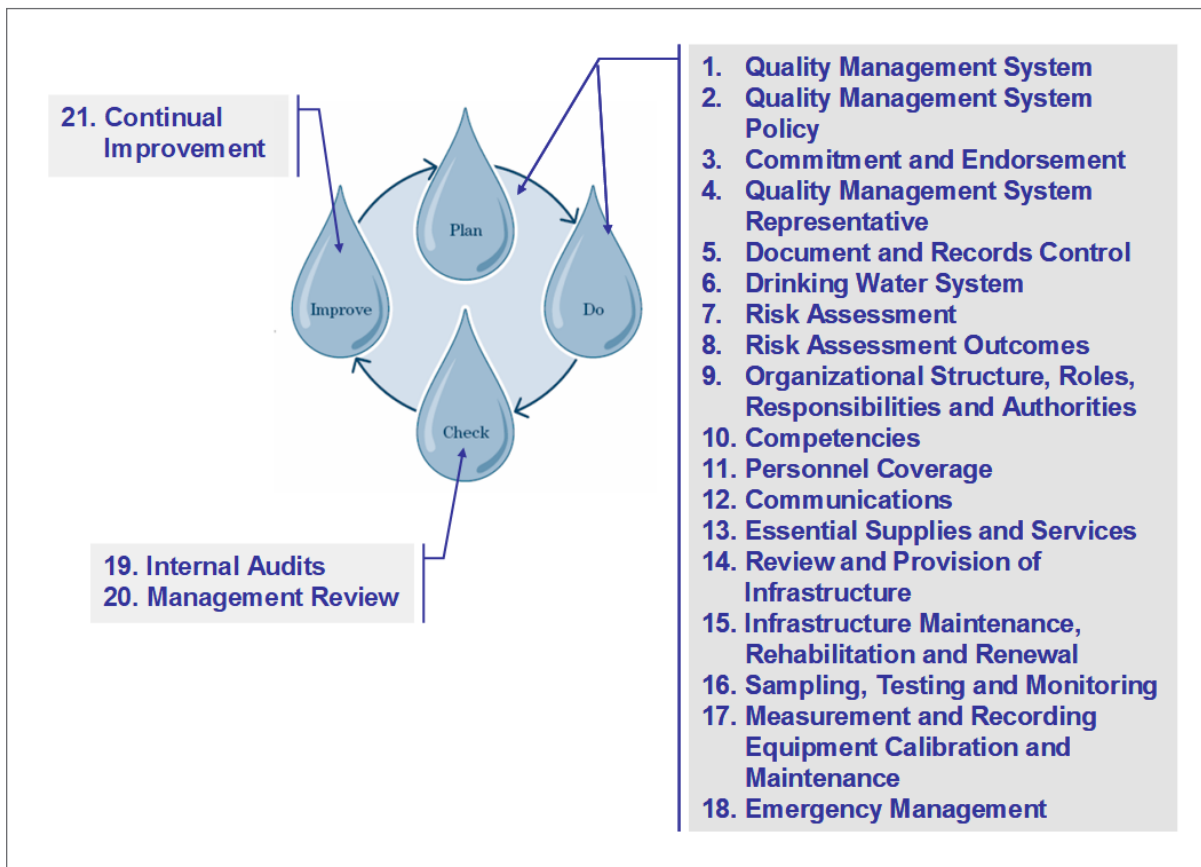 21. Continual
Improvement
Plan
Improve
Do
Check
19. Internal Audits
20. Management Review
1. Quality Management System
2. Quality Management System
Policy
3. Commitment and Endorsement
4. Quality Management System
Representative
5. Document and Records Control
6. Drinking Water System
7. Risk Assessment
8. Risk Assessment Outcomes
9. Organizational Structure, Roles,
Responsibilities and Authorities
10. Competencies
11. Personnel Coverage
12. Communications
13. Essential Supplies and Services
14. Review and Provision of
Infrastructure
15. Infrastructure Maintenance,
Rehabilitation and Renewal
16. Sampling, Testing and Monitoring
17. Measurement and Recording
Equipment Calibration and
Maintenance
18. Emergency Management